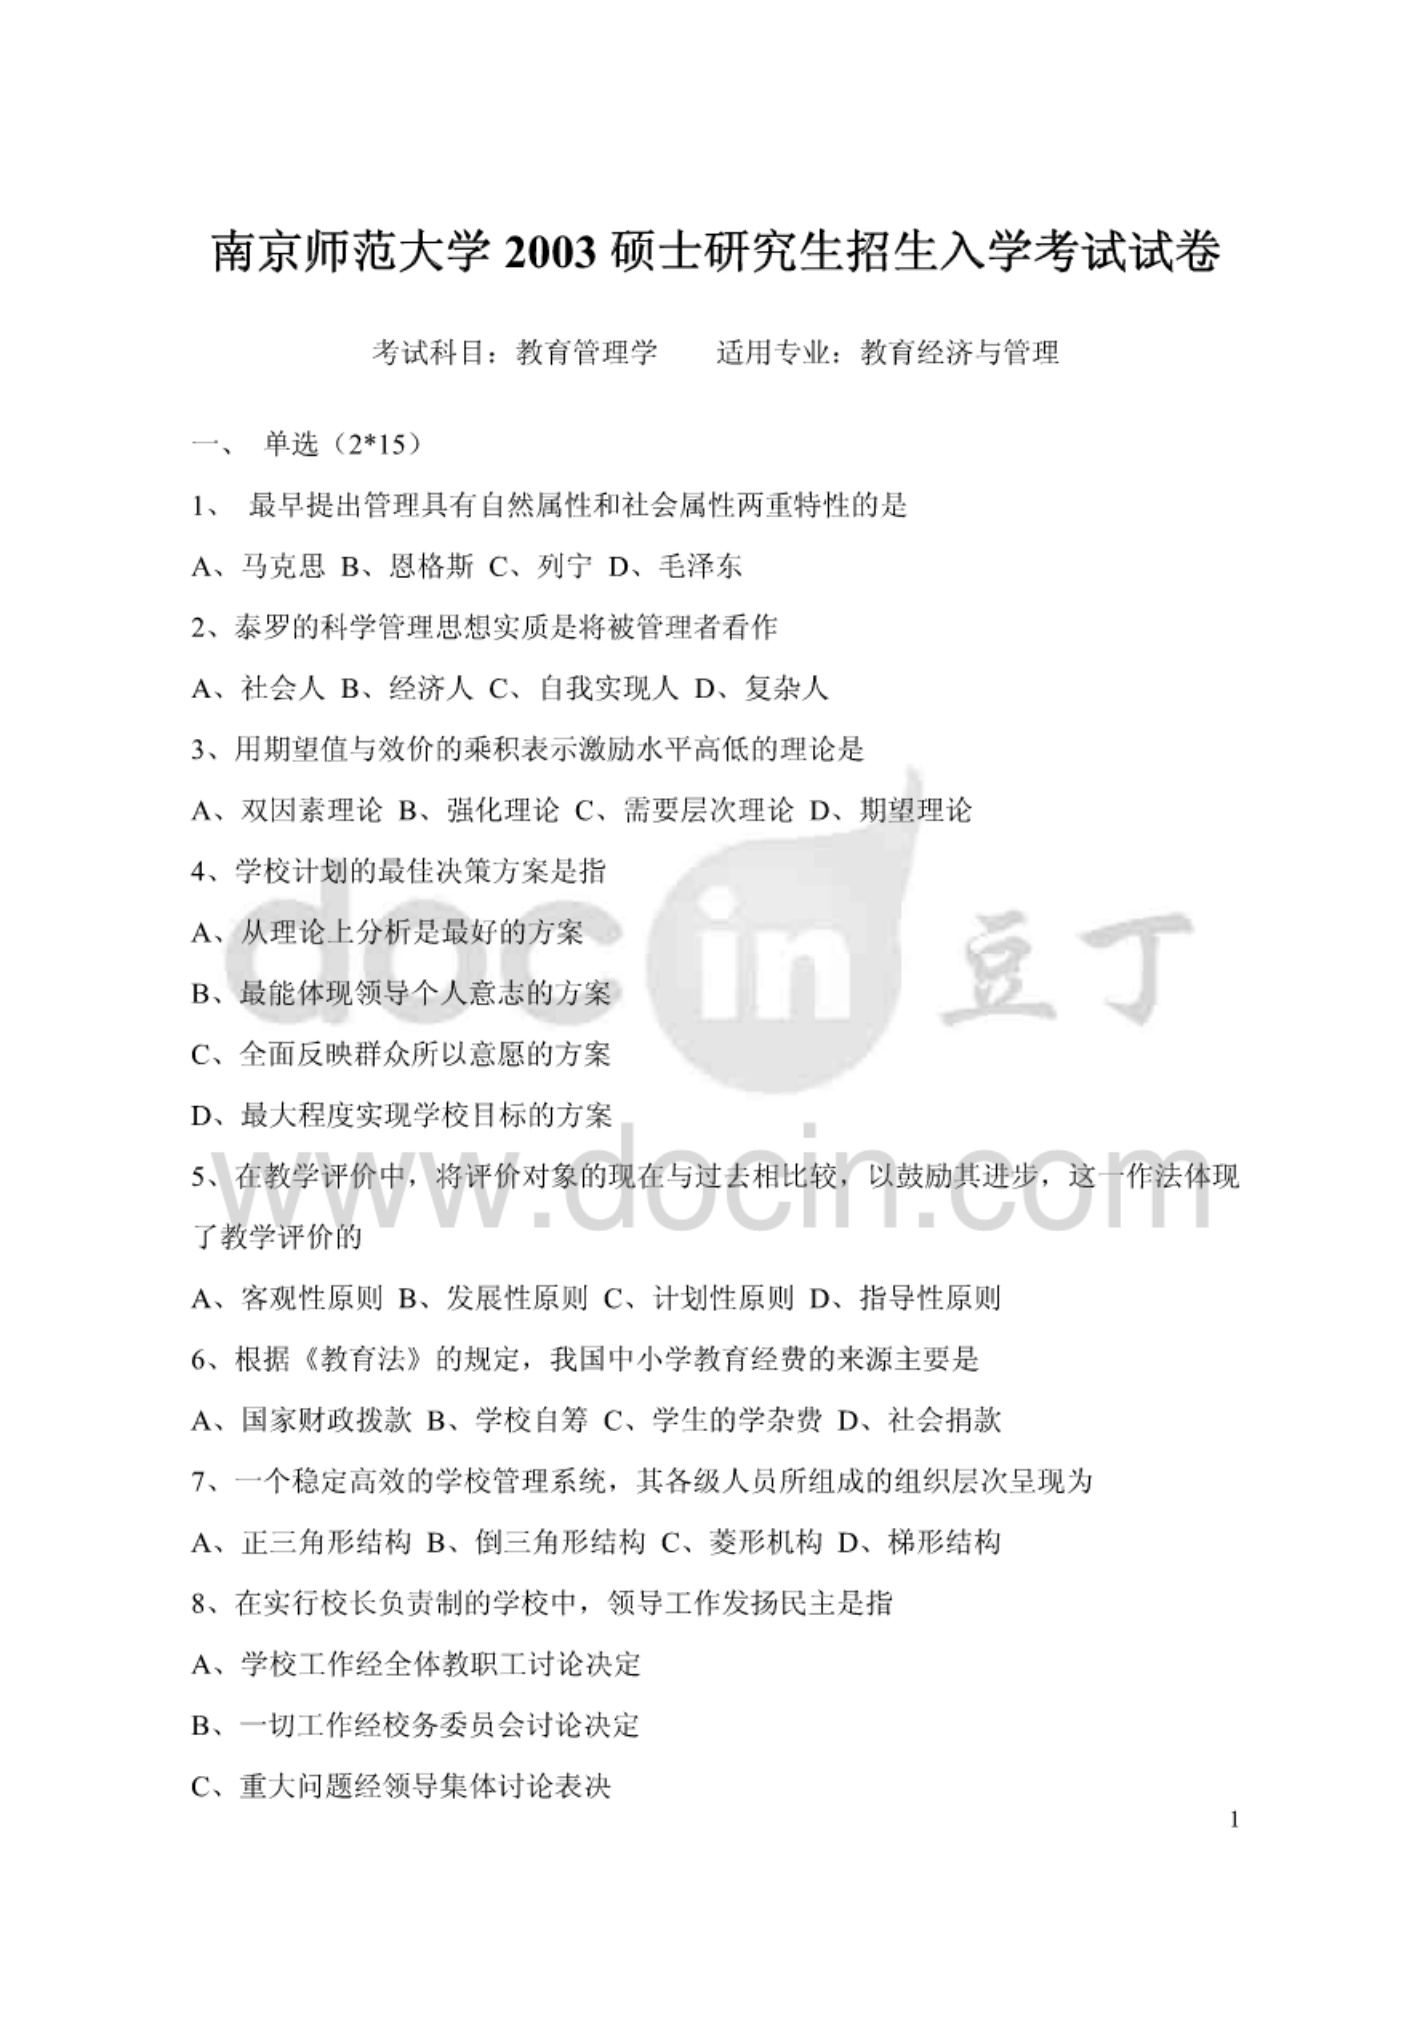 南京师范大学 2003 硕士研究生招生入学考试试卷
考试科目：教育管理学 适用专业：教育经济与管理
一、 单选（2*15）
1、 最早提出管理具有自然属性和社会属性两重特性的是
A、马克思 B、恩格斯 C、列宁 D、毛泽东
2、泰罗的科学管理思想实质是将被管理者看作
A、社会人 B、经济人 C、自我实现人 D、复杂人
3、用期望值与效价的乘积表示激励水平高低的理论是
A、双因素理论 B、强化理论 C、需要层次理论 D、期望理论
4、学校计划的最佳决策方案是指
A、从理论上分析是最好的方案
B、最能体现领导个人意志的方案
C、全面反映群众所以意愿的方案
D、最大程度实现学校目标的方案
5、在教学评价中，将评价对象的现在与过去相比较，以鼓励其进步，这一作法体现
了教学评价的
A、客观性原则 B、发展性原则 C、计划性原则 D、指导性原则
6、根据《教育法》的规定，我国中小学教育经费的来源主要是
A、国家财政拨款 B、学校自筹 C、学生的学杂费 D、社会捐款
7、一个稳定高效的学校管理系统，其各级人员所组成的组织层次呈现为
A、正三角形结构 B、倒三角形结构 C、菱形机构 D、梯形结构
8、在实行校长负责制的学校中，领导工作发扬民主是指
A、学校工作经全体教职工讨论决定
B、一切工作经校务委员会讨论决定
C、重大问题经领导集体讨论表决
1
docin 豆丁
www.docin.com